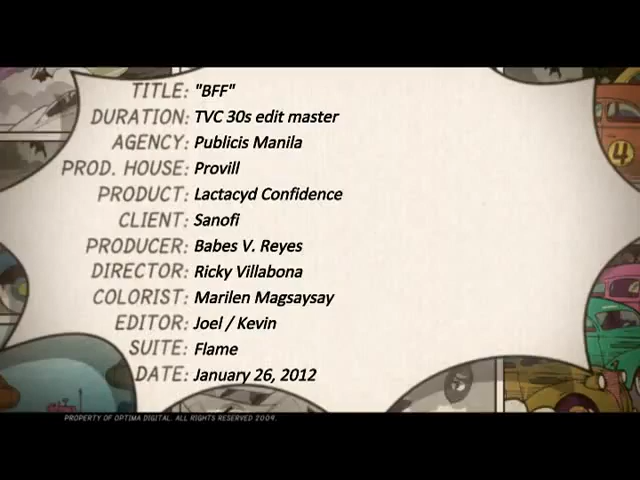 TITLE: "BFF"
DURATION: TVC 30s edit master
AGENCY: Publicis Manila
PROD. HOUSE: Provill
PRODUCT: Lactacyd Confidence
CLIENT: Sanofi
PRODUCER: Babes V. Reyes
DIRECTOR: Ricky Villabona
COLORIST: Marilen Magsaysay
EDITOR: Joel / Kevin
SUITE: Flame
DATE: January 26, 2012
4
PROPERTY OF OPTIMA DIGITAL. ALL RIGHTS RESERVED 2009.